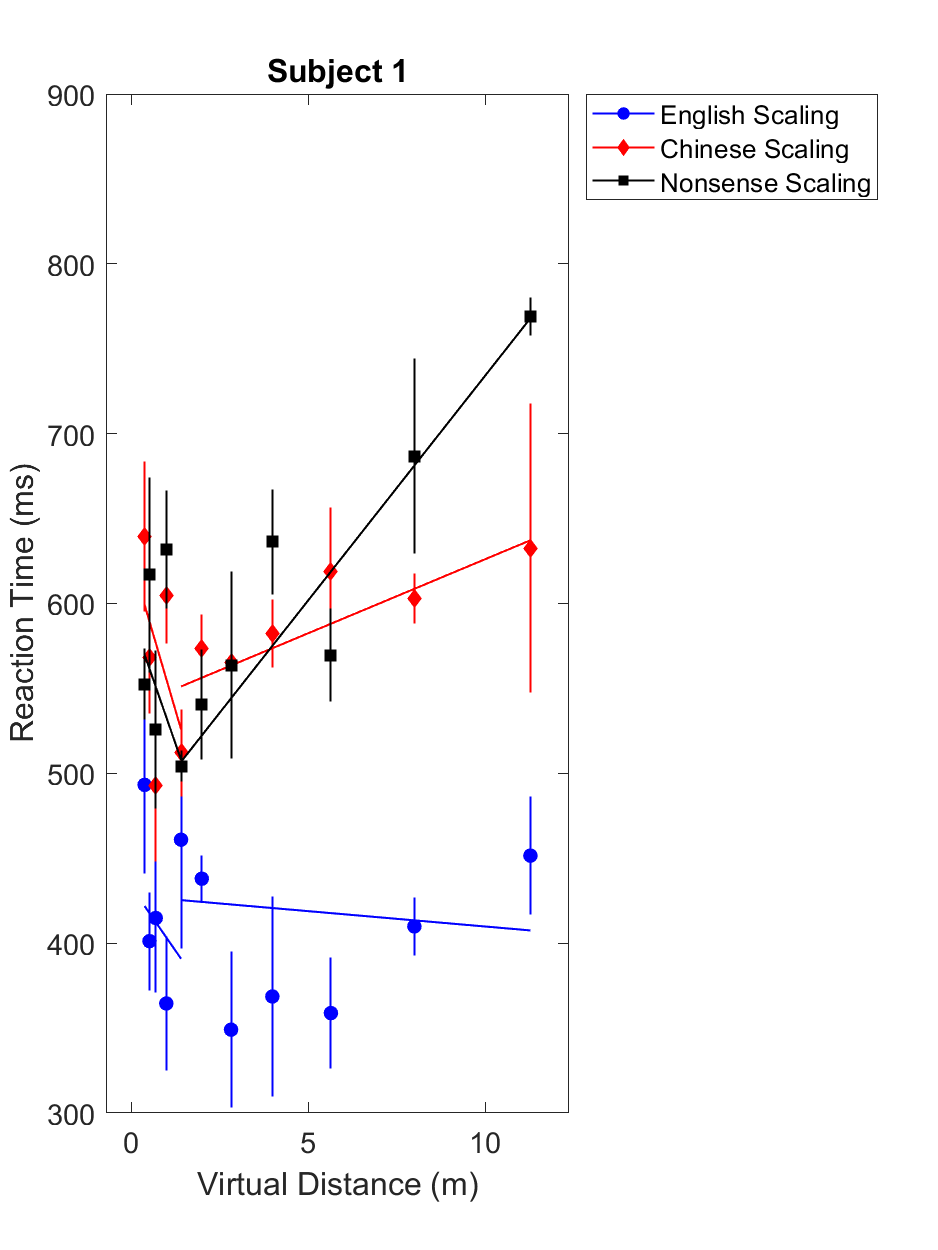 Subject 1
English Scaling
Chinese Scaling
Nonsense Scaling
900
800
700
600
500
400
300
Reaction Time (ms)
0 5 10
Virtual Distance (m)